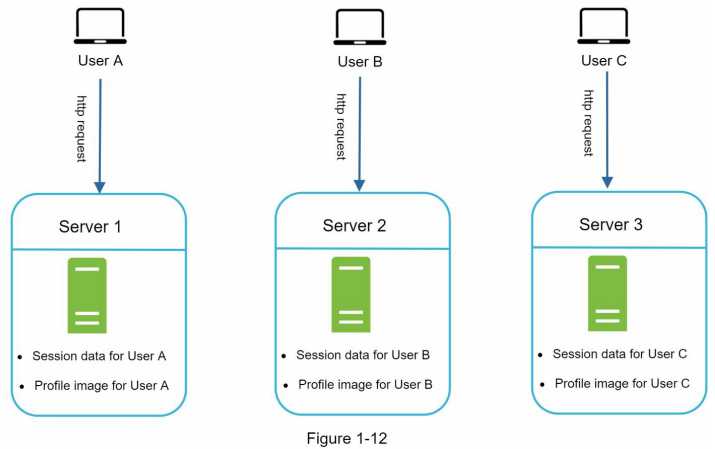 User A
User B
User C
http request
http request
http request
Server 1
Server 2
Server 3
• Session data for User A
• Profile image for User A
• Session data for User B
• Profile image for User B
• Session data for User C
• Profile image for User C
Figure 1-12